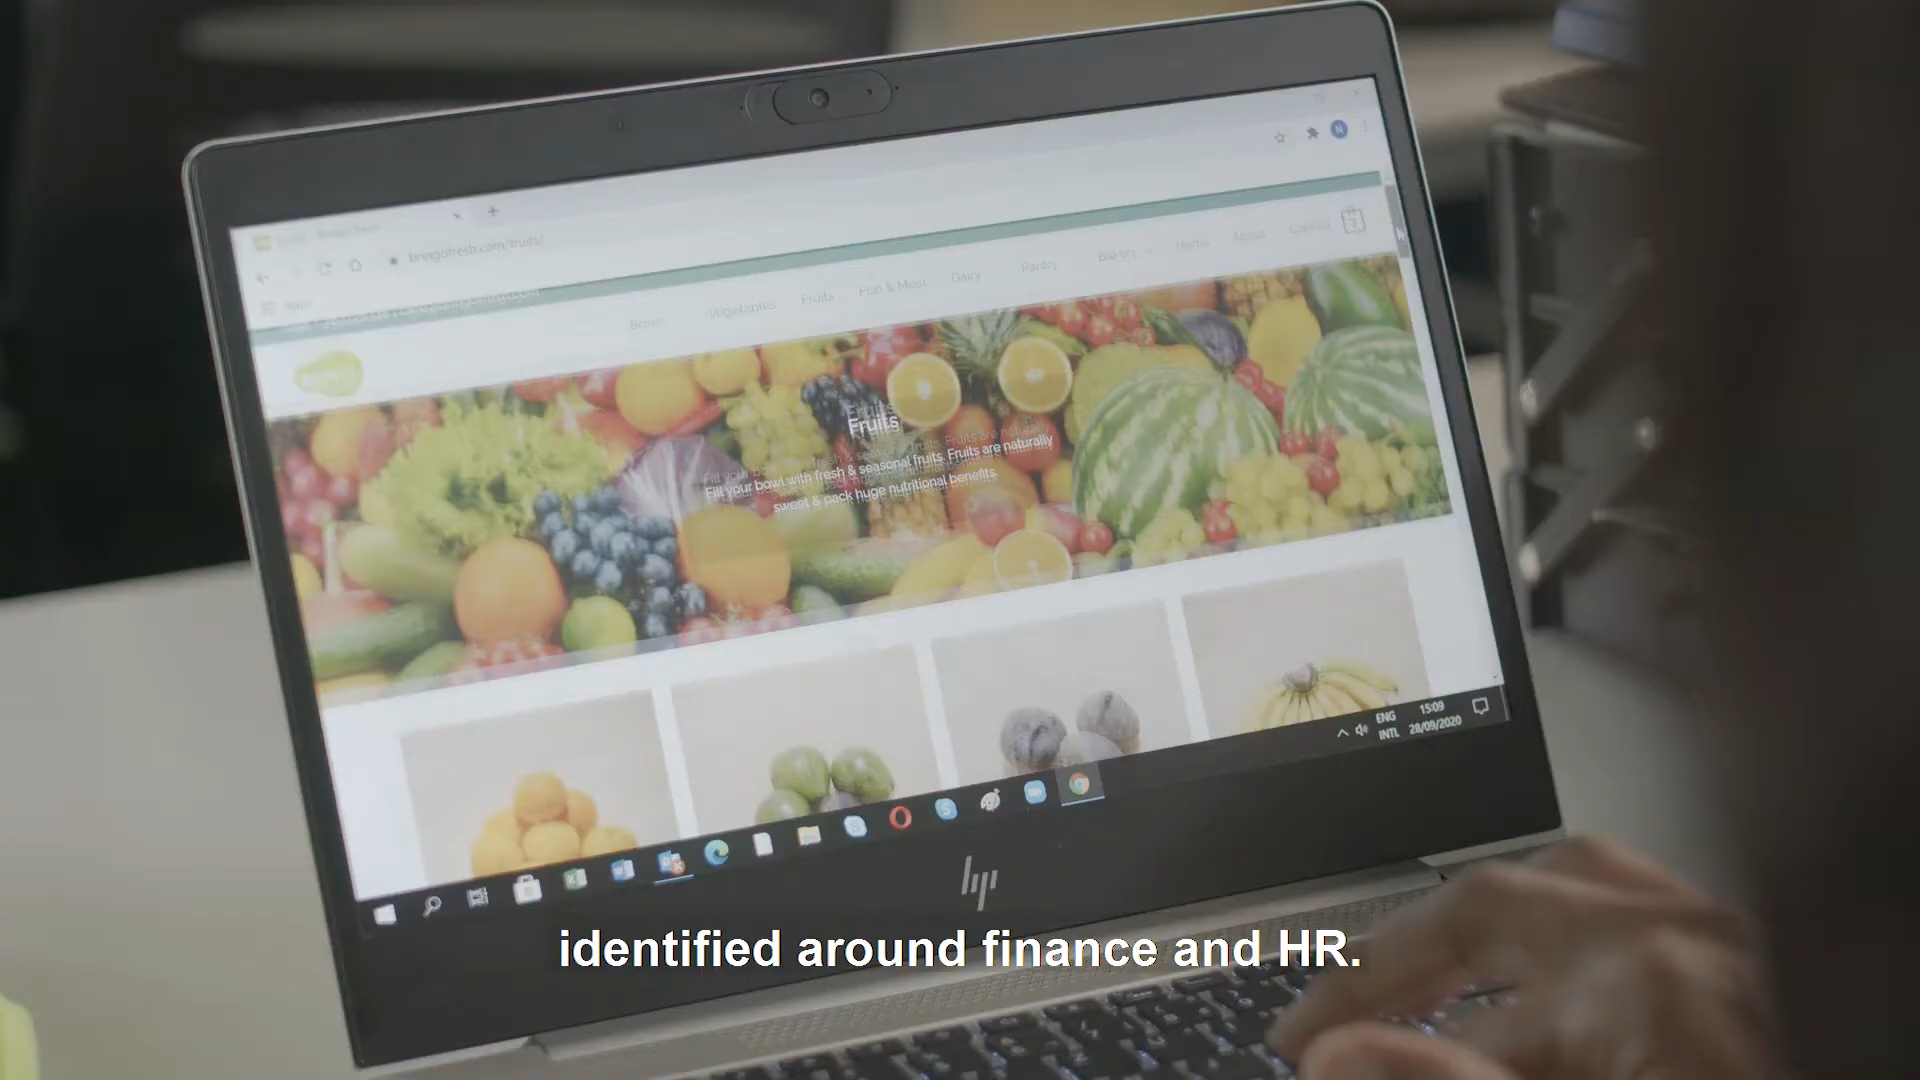 bringofresh.com/fruits/
Boxes Vegetables Fruits Fish & Meat Dairy Pantry Bakery Herbs About Contact
Fruits
Fill your bowl with fresh & seasonal fruits. Fruits are naturally
sweet & pack huge nutritional benefits
ENG
INTL
15:09
28/09/2020
hp
identified around finance and HR.